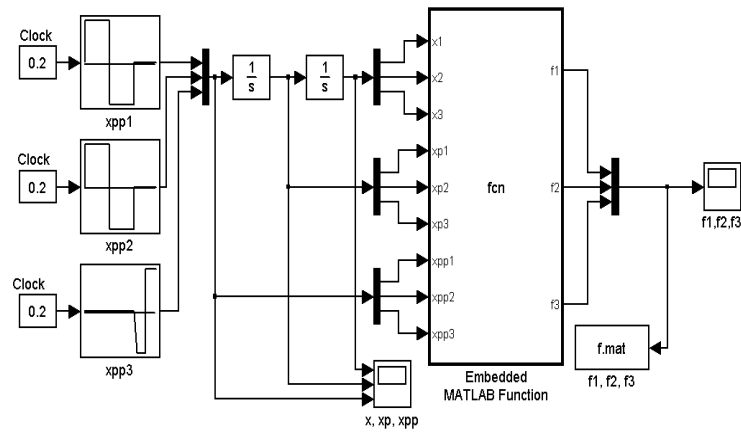 Clock
0.2
xpp1
Clock
0.2
xpp2
Clock
0.2
xpp3
1
s
1
s
x1
x2
x3
xp1
xp2
xp3
xpp1
xpp2
xpp3
fcn
f1
f2
f3
Embedded
MATLAB Function
x, xp, xpp
f1,f2,f3
f.mat
f1, f2, f3